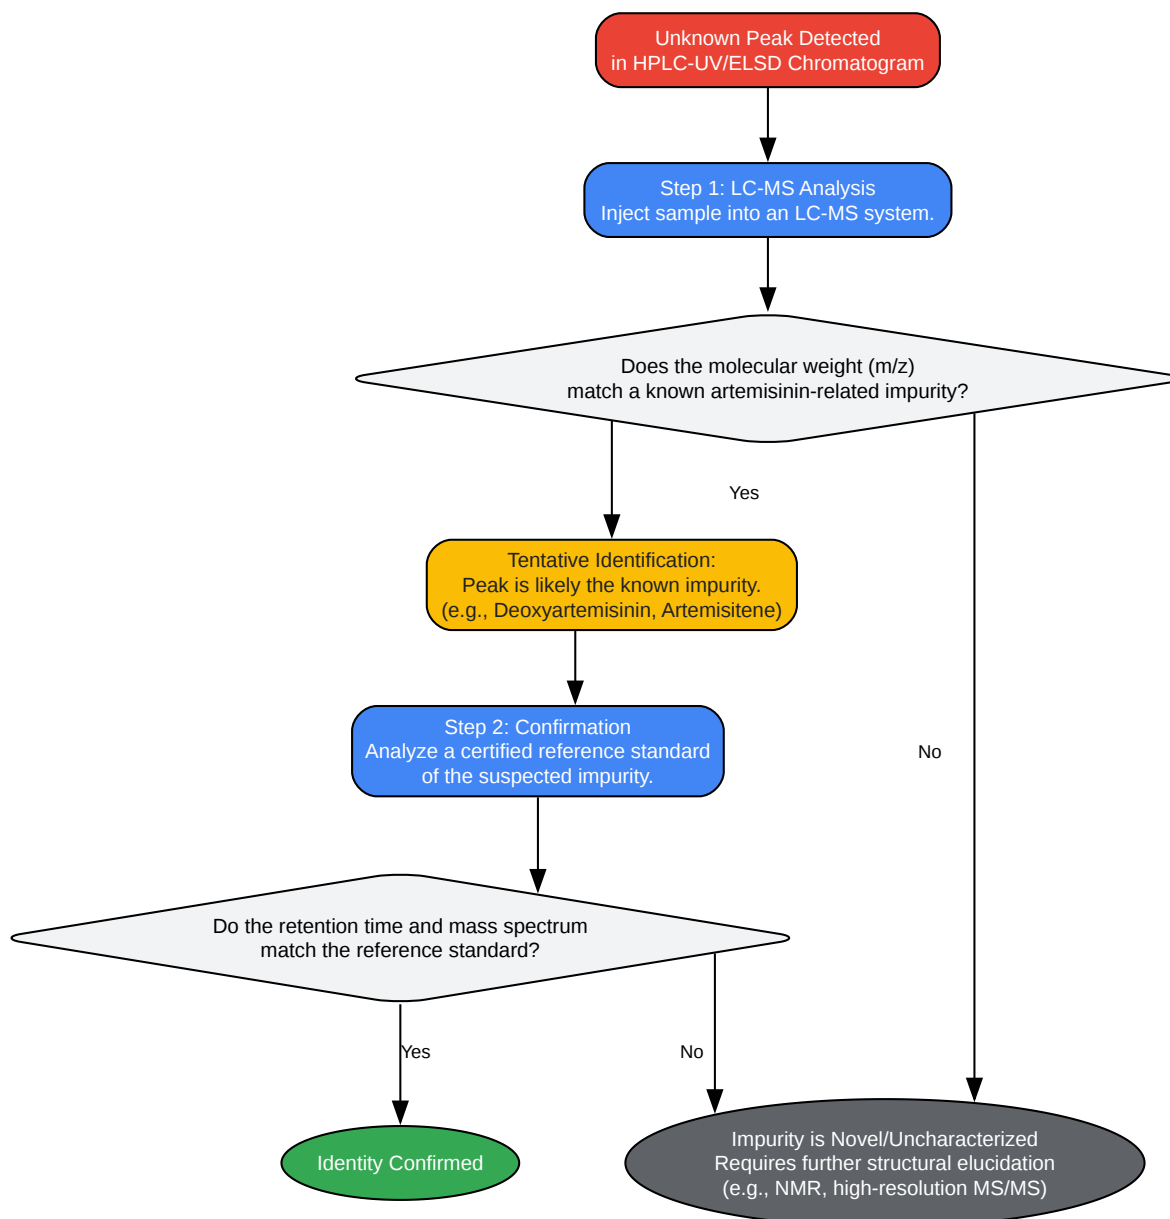 Unknown Peak Detected
in HPLC-UV/ELSD Chromatogram
Step 1: LC-MS Analysis
Inject sample into an LC-MS system.
Does the molecular weight (m/z)
match a known artemisinin-related impurity?
Yes
Tentative Identification:
Peak is likely the known impurity.
(e.g., Deoxyartemisinin, Artemisitene)
Step 2: Confirmation
Analyze a certified reference standard
of the suspected impurity.
No
Do the retention time and mass spectrum
match the reference standard?
Yes
No
Identity Confirmed
Impurity is Novel/Uncharacterized
Requires further structural elucidation
(e.g., NMR, high-resolution MS/MS)